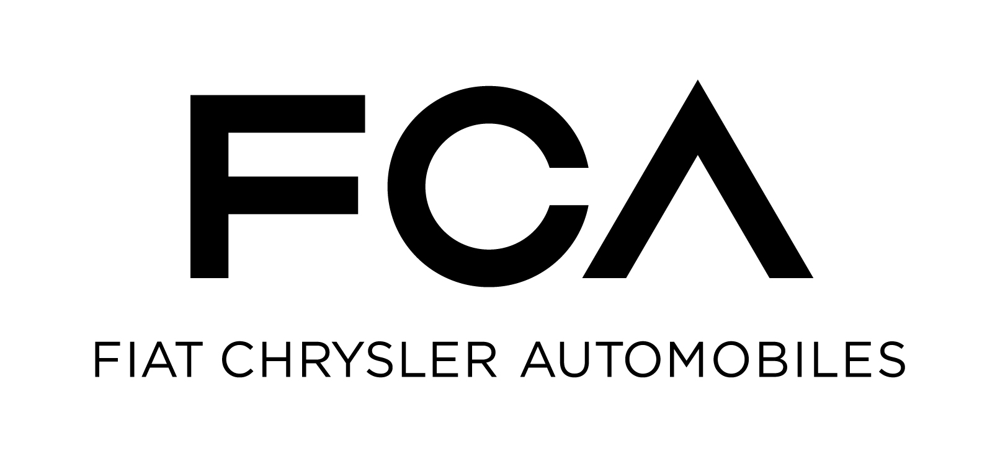 FCA
FIAT CHRYSLER AUTOMOBILES